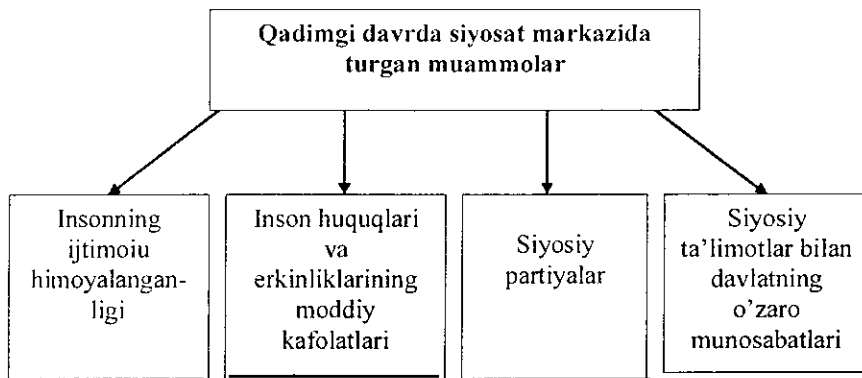 Qadimgi davrda siyosat markazida
turgan muammolar
Insonning
ijtimoiu
himoyalangan-
ligi
Inson huquqlari
va
erkinliklarining
moddiy
kafolatlari
Siyosiy
partiyalar
Siyosiy
ta’limotlar bilan
davlatning
o’zaro
munosabatlari